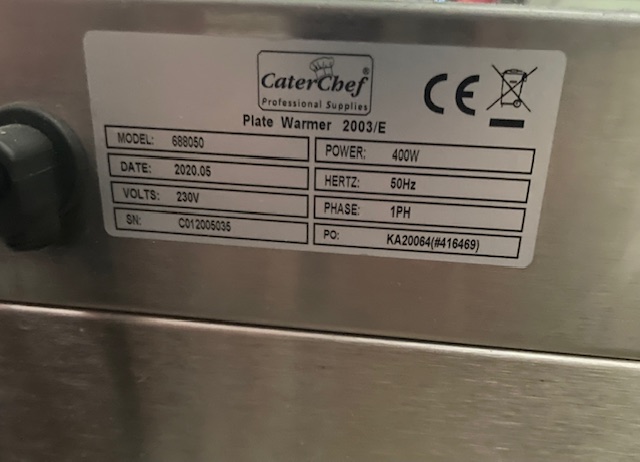 CaterChef®
Professional Supplies
CE
Plate Warmer 2003/E
MODEL: 688050 POWER: 400W
DATE: 2020.05 HERTZ: 50Hz
VOLTS: 230V PHASE: 1PH
SN: C012005035 PO: KA20064(#416469)